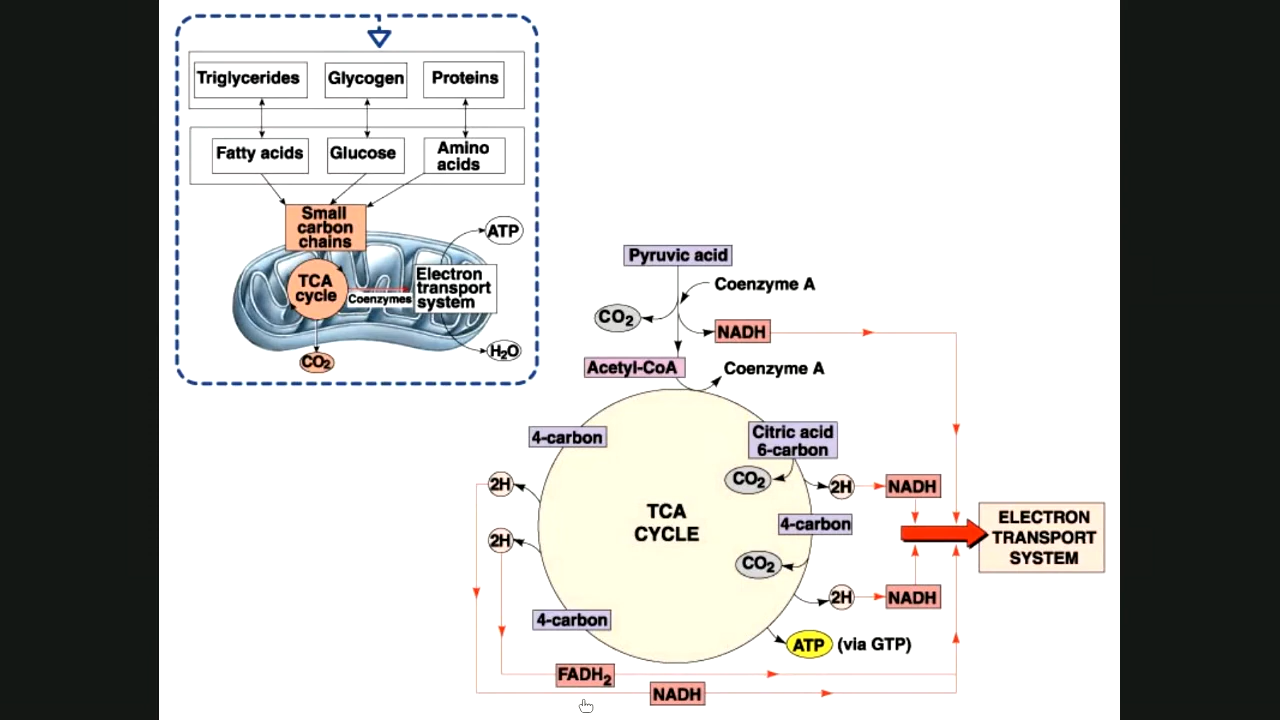 Triglycerides
Glycogen
Proteins
Fatty acids
Glucose
Amino
acids
Small
carbon
chains
ATP
TCA
cycle
Coenzymes
Electron
transport
system
CO2
H2O
Pyruvic acid
Coenzyme A
CO2
NADH
Acetyl-CoA
Coenzyme A
4-carbon
Citric acid
6-carbon
CO2
2H
NADH
2H
TCA
CYCLE
4-carbon
ELECTRON
TRANSPORT
SYSTEM
2H
CO2
2H
NADH
4-carbon
ATP (via GTP)
FADH2
NADH